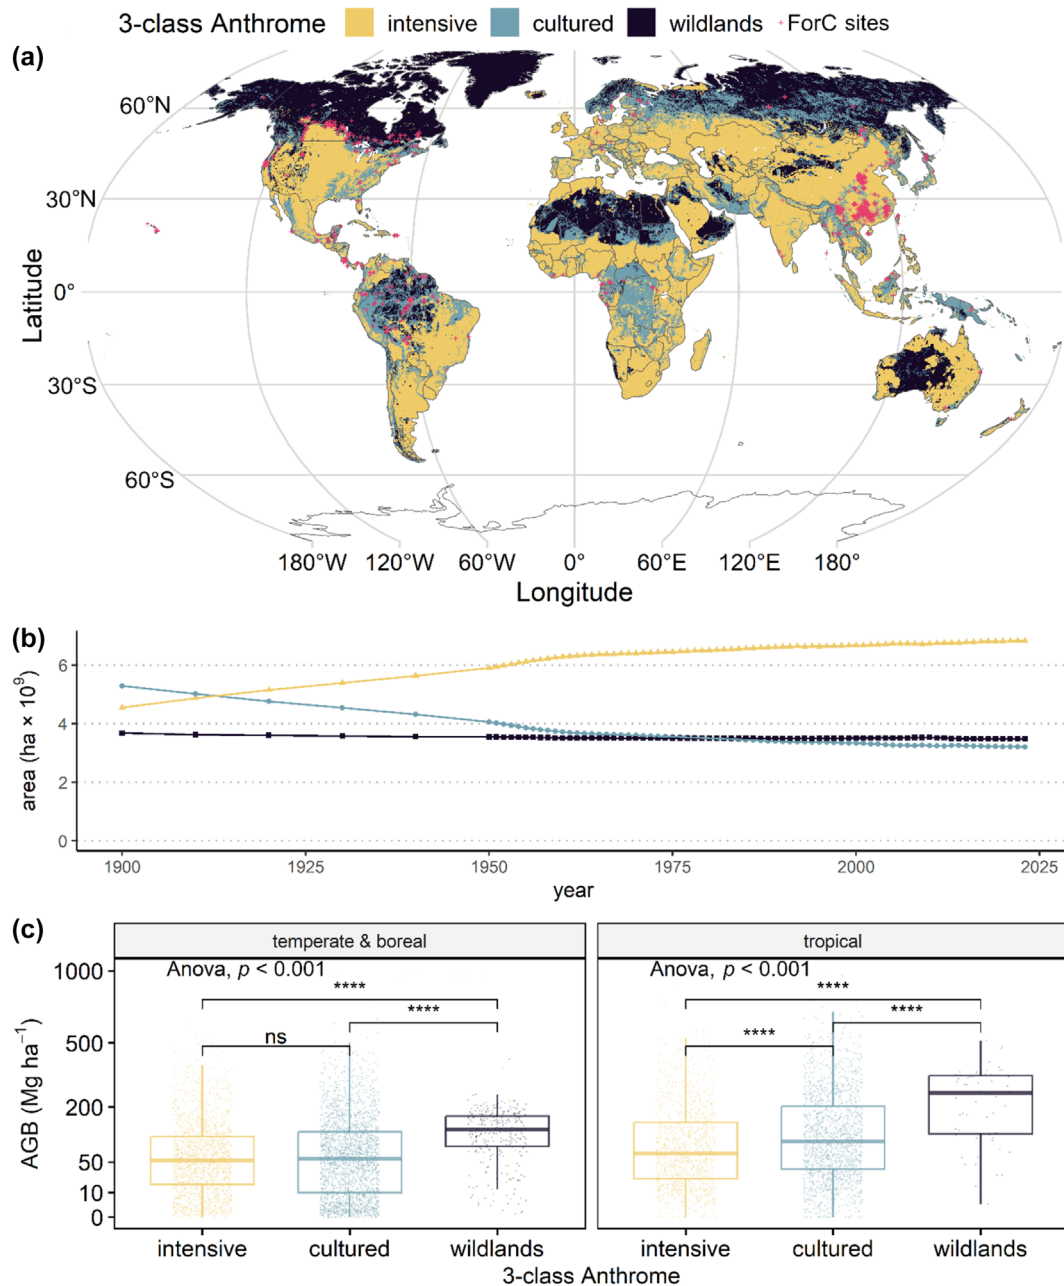 3-class Anthrome intensive cultured wildlands ForC sites
(a)
60°N
30°N
0°
30°S
60°S
Latitude
180°W 120°W 60°W 0° 60°E 120°E 180°
Longitude
(b)
6
4
2
0
area (ha × 10⁹)
1900 1925 1950 1975 2000 2025
year
(c)
temperate & boreal tropical
Anova, p < 0.001 Anova, p < 0.001
**** ****
**** ****
ns ****
1000
500
200
50
10
0
AGB (Mg ha⁻¹)
intensive cultured wildlands intensive cultured wildlands
3-class Anthrome